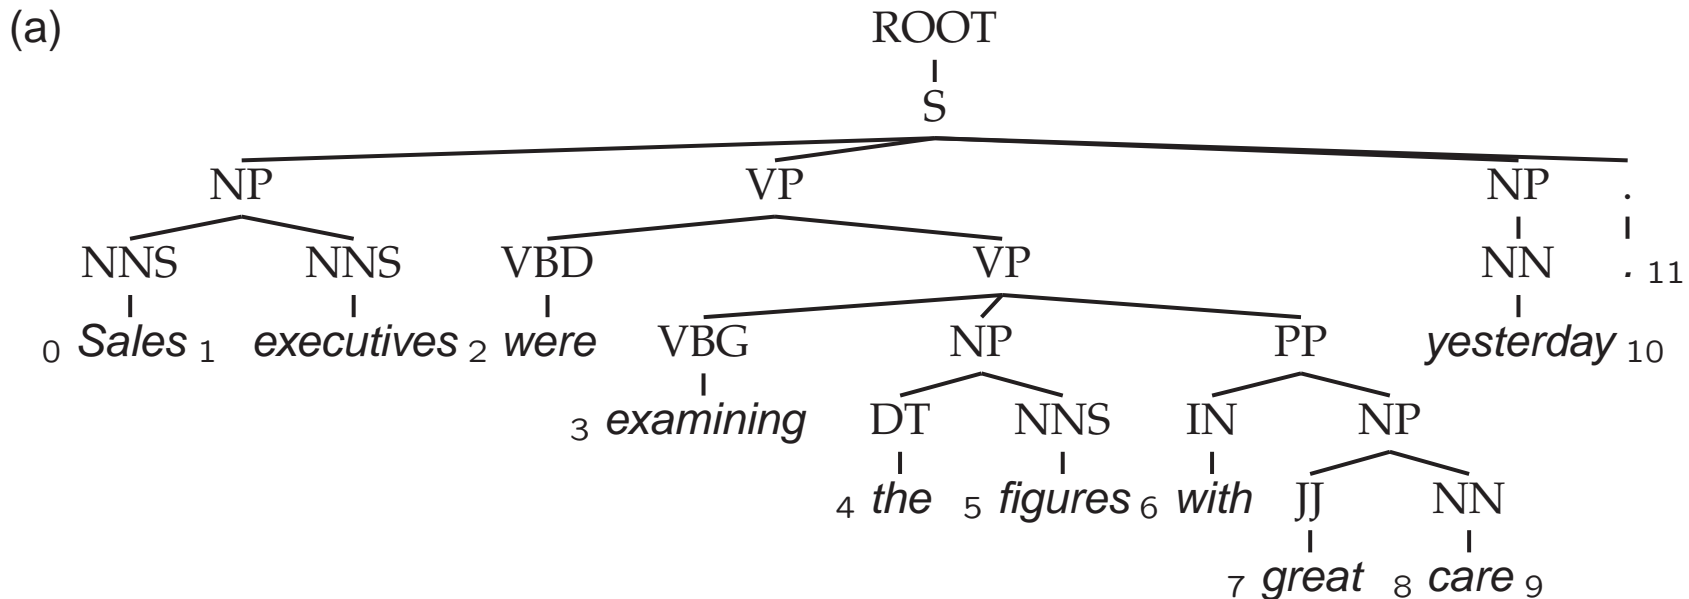 (a) ROOT
S
NP VP NP .
NNS NNS VBD VP NN . 11
0 Sales 1 executives 2 were VBG NP PP yesterday 10
3 examining DT NNS IN NP
4 the 5 figures 6 with JJ NN
7 great 8 care 9